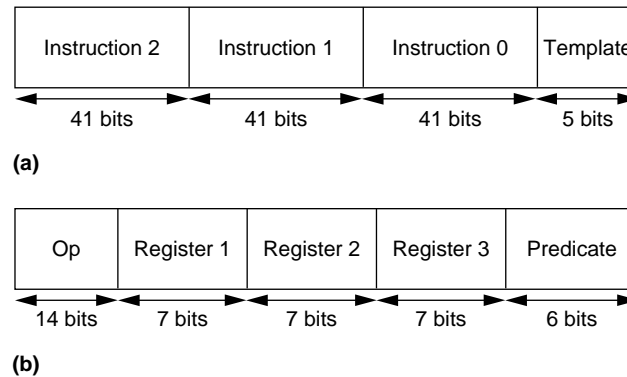 Instruction 2 Instruction 1 Instruction 0 Template
41 bits 41 bits 41 bits 5 bits
(a)
Op Register 1 Register 2 Register 3 Predicate
14 bits 7 bits 7 bits 7 bits 6 bits
(b)